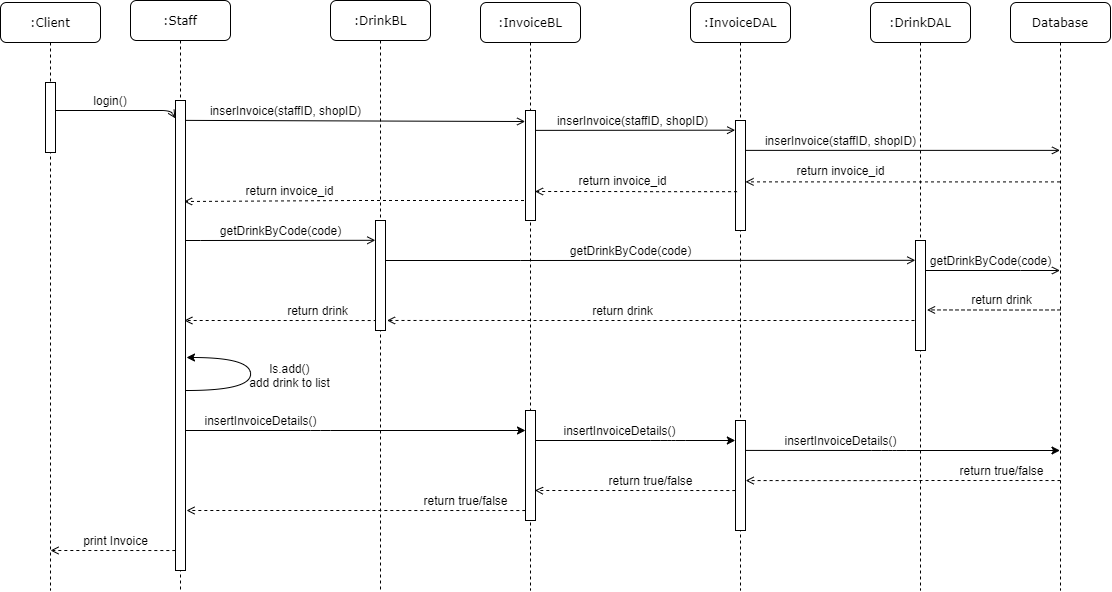 :Client
:Staff
:DrinkBL
:InvoiceBL
:InvoiceDAL
:DrinkDAL
Database
login()
inserInvoice(staffID, shopID)
inserInvoice(staffID, shopID)
inserInvoice(staffID, shopID)
return invoice_id
return invoice_id
return invoice_id
getDrinkByCode(code)
getDrinkByCode(code)
getDrinkByCode(code)
return drink
return drink
return drink
ls.add()
add drink to list
insertInvoiceDetails()
insertInvoiceDetails()
insertInvoiceDetails()
return true/false
return true/false
return true/false
print Invoice